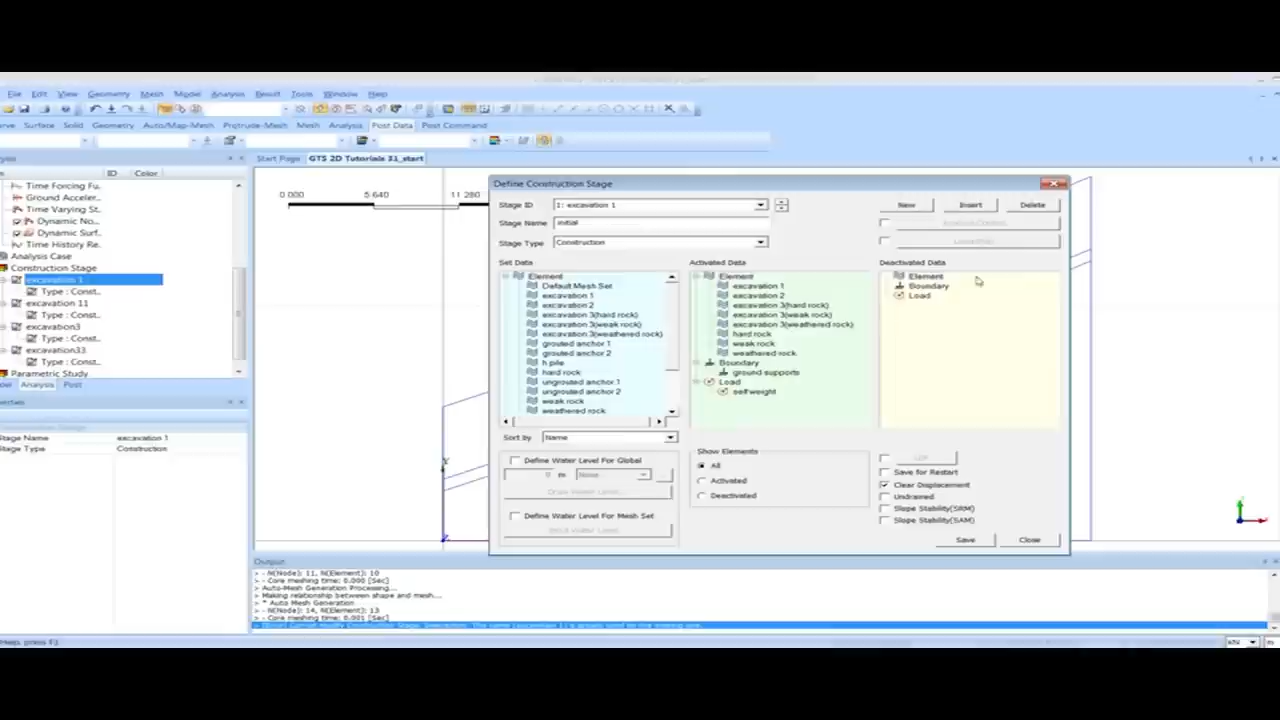 File Edit View Geometry Mesh Model Analysis Result Tools Window Help
Surface Solid Geometry Auto/Map-Mesh Protrude-Mesh Mesh Analysis Post Data Post Command
Start Page GTS 2D Tutorials 31_start
ID Color
Time Forcing Fu.
Ground Acceler...
Time Varying St.
Dynamic No...
Dynamic Surf..
Time History Re..
Analysis Case
Construction Stage
excavation 1
Type : Const..
excavation 11
Type : Const..
excavation3
Type : Const..
excavation33
Type : Const..
Parametric Study
Analysis Post
Stage Name excavation 1
Stage Type Construction
0.000 5.640 11.280
Define Construction Stage
Stage ID 1: excavation 1 New Insert Delete
Stage Name initial
Stage Type Construction
Set Data Activated Data Deactivated Data
Element
Default Mesh Set
excavation 1
excavation 2
excavation 3(hard rock)
excavation 3(weak rock)
excavation 3(weathered rock)
grouted anchor 1
grouted anchor 2
h pile
hard rock
ungrouted anchor 1
ungrouted anchor 2
weak rock
weathered rock
Element
excavation 1
excavation 2
excavation 3(hard rock)
excavation 3(weak rock)
excavation 3(weathered rock)
hard rock
weak rock
weathered rock
Boundary
ground supports
Load
selfweight
Element
Boundary
Load
Sort by Name
Define Water Level For Global
0 m None
Define Water Level For Mesh Set
Show Elements
All
Activated
Deactivated
Save for Restart
Clear Displacement
Undrained
Slope Stability(SRM)
Slope Stability(SAM)
Save Close
Output
> - N(Node): 11, N(Element): 10
> - Core meshing time: 0.000 [Sec]
> Auto-Mesh Generation Processing...
> Making relationship between shape and mesh...
> * Auto Mesh Generation
> - N(Node): 14, N(Element): 13
> - Core meshing time: 0.001 [Sec]
Help, press F1
kN m